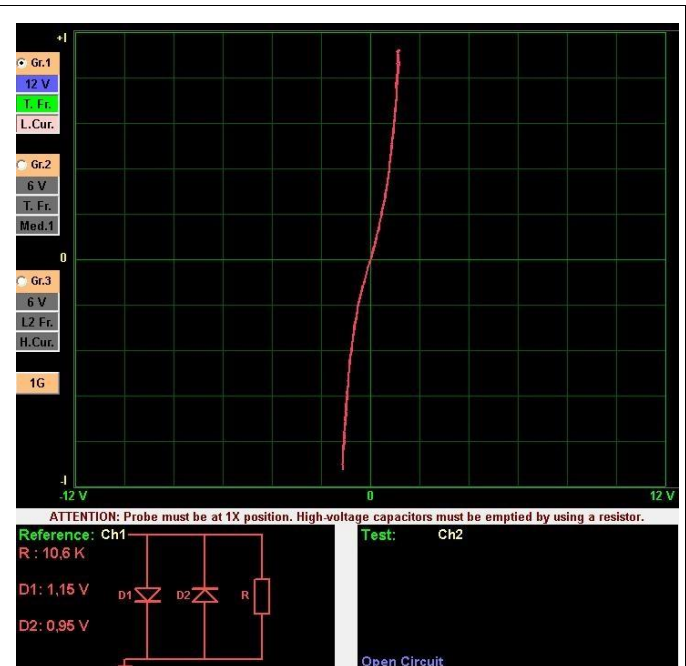 +I
Gr.1
12 V
T. Fr.
L.Cur.
Gr.2
6 V
T. Fr.
Med.1
0
Gr.3
6 V
L2 Fr.
H.Cur.
1G
-I
-12 V
0
12 V
ATTENTION: Probe must be at 1X position. High-voltage capacitors must be emptied by using a resistor.
Reference: Ch1
R : 10,6 K
D1: 1,15 V
D2: 0,95 V
D1
D2
R
Test: Ch2
Open Circuit